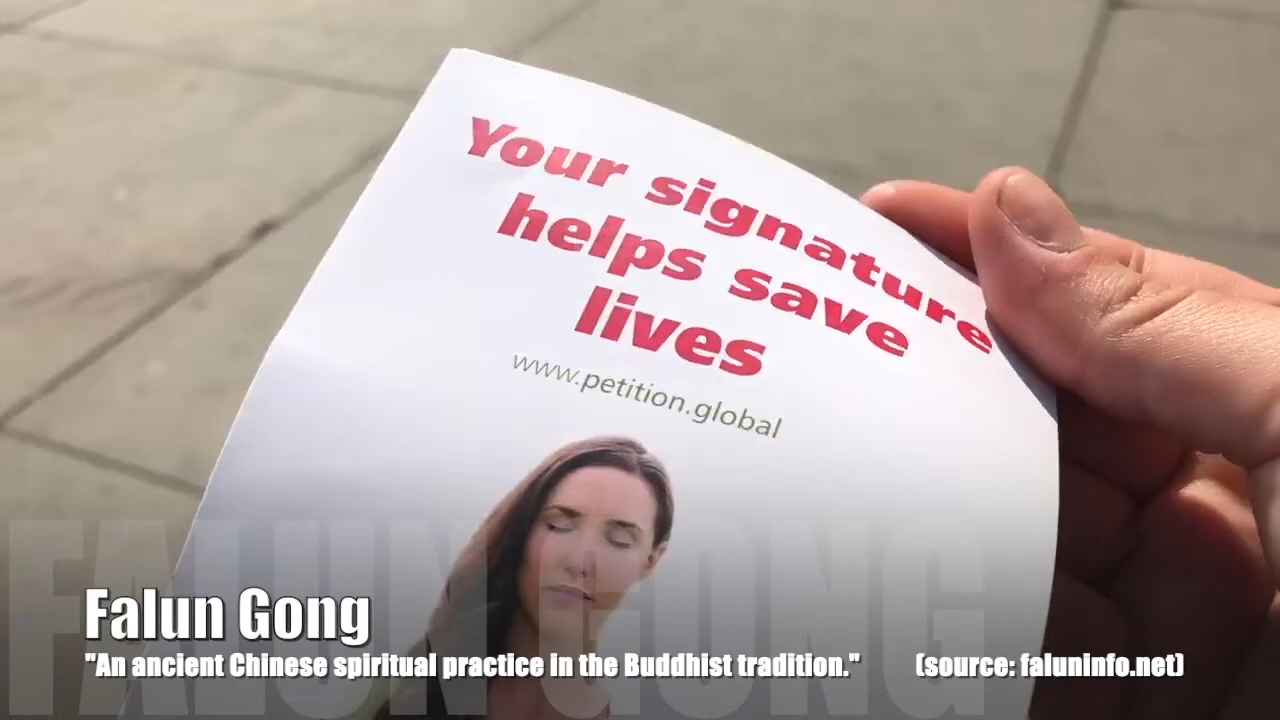 Your signature
helps save
lives
www.petition.global
FALUN GONG
Falun Gong
"An ancient Chinese spiritual practice in the Buddhist tradition." (source: faluninfo.net)